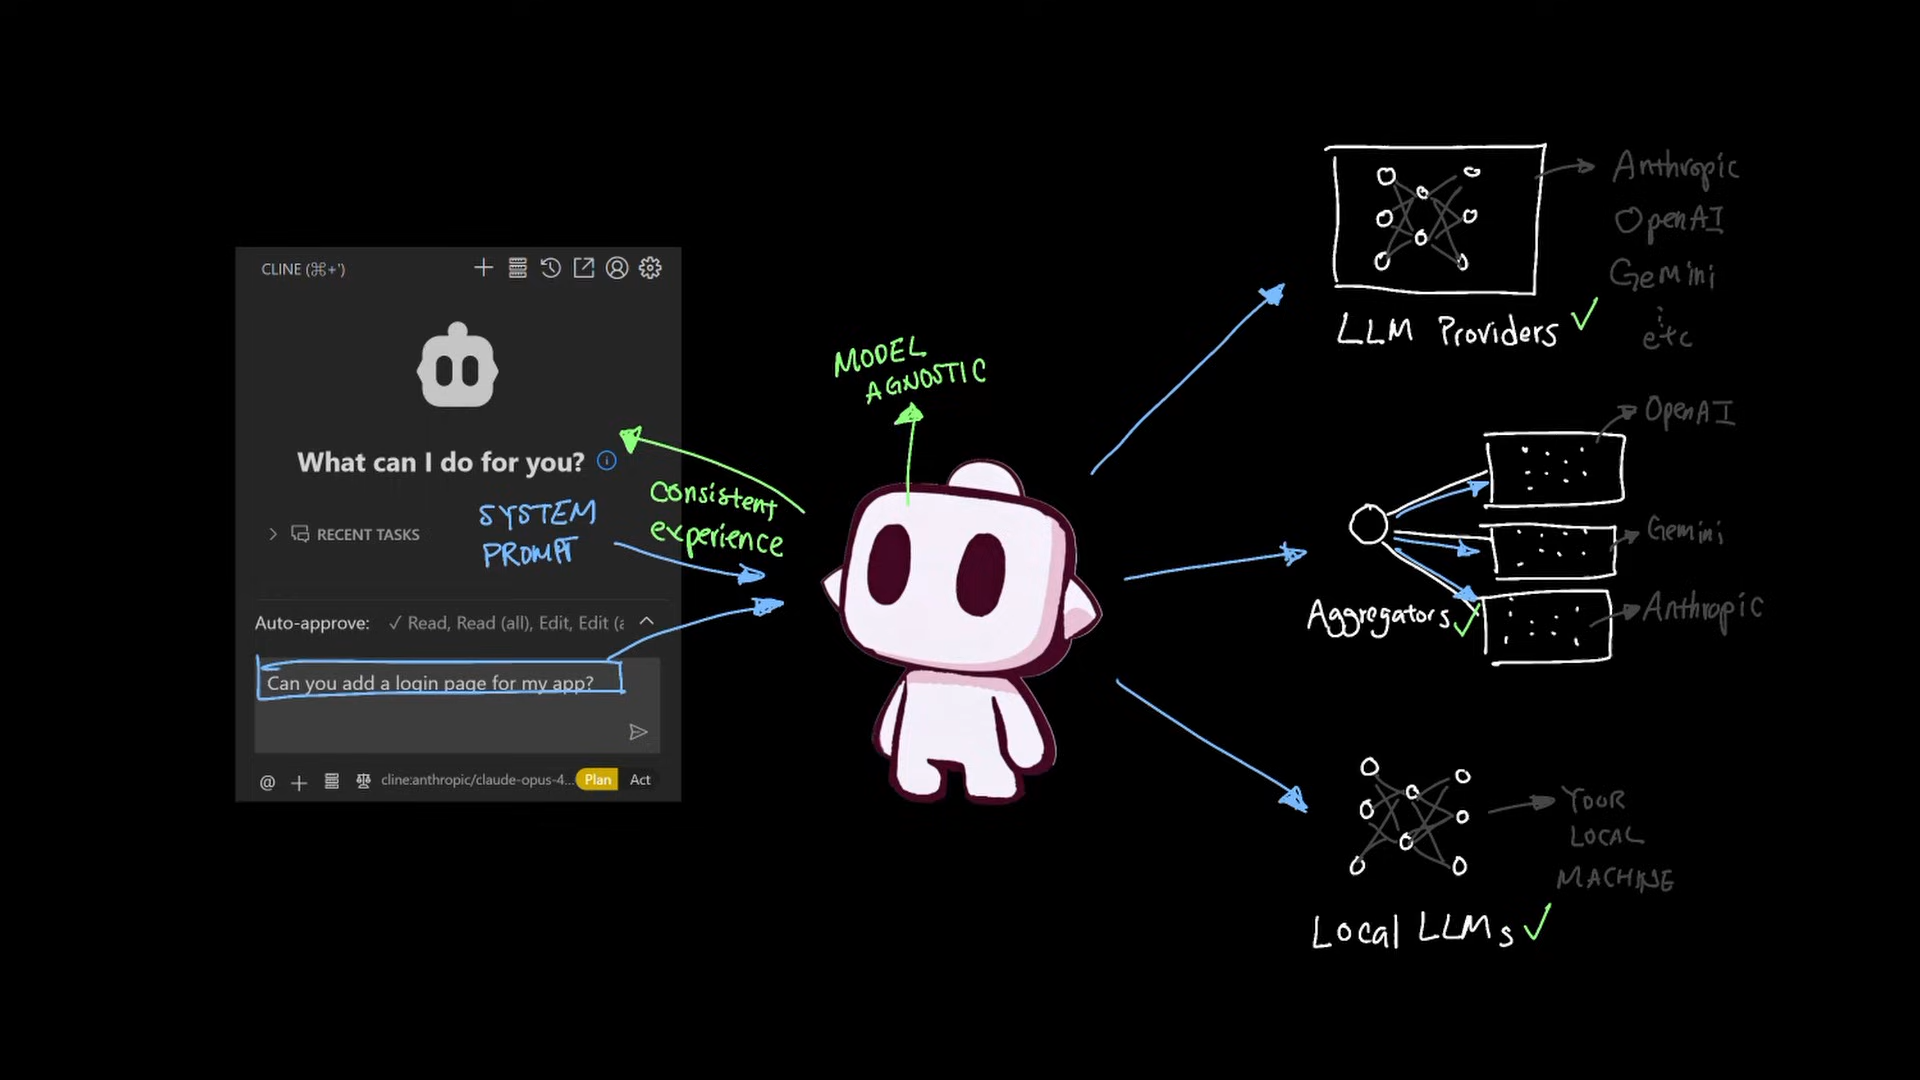 CLINE (⌘+')
What can I do for you?
SYSTEM
PROMPT
RECENT TASKS
Auto-approve:
✓ Read, Read (all), Edit, Edit (a
Can you add a login page for my app?
@
cline:anthropic/claude-opus-4...
Plan
Act
Consistent
experience
MODEL
AGNOSTIC
Anthropic
OpenAI
Gemini
etc
LLM Providers ✓
OpenAI
Gemini
Anthropic
Aggregators ✓
YOUR
LOCAL
MACHINE
Local LLMs ✓